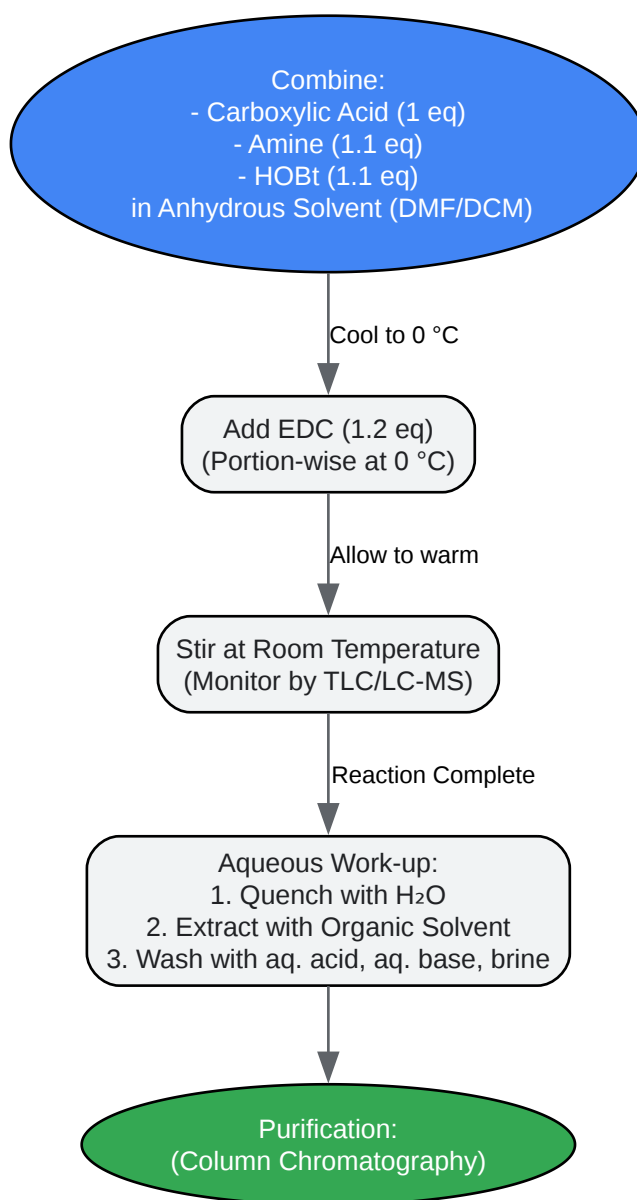 Combine:
- Carboxylic Acid (1 eq)
- Amine (1.1 eq)
- HOBt (1.1 eq)
in Anhydrous Solvent (DMF/DCM)
Cool to 0 °C
Add EDC (1.2 eq)
(Portion-wise at 0 °C)
Allow to warm
Stir at Room Temperature
(Monitor by TLC/LC-MS)
Reaction Complete
Aqueous Work-up:
1. Quench with H₂O
2. Extract with Organic Solvent
3. Wash with aq. acid, aq. base, brine
Purification:
(Column Chromatography)